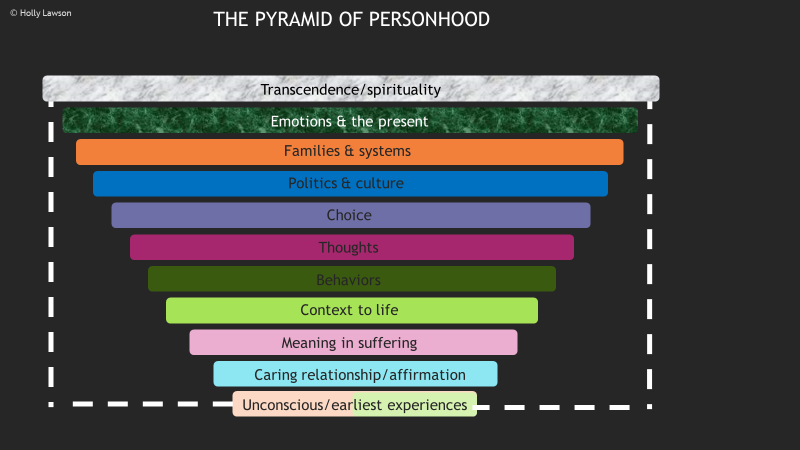 © Holly Lawson
THE PYRAMID OF PERSONHOOD
Transcendence/spirituality
Emotions & the present
Families & systems
Politics & culture
Choice
Thoughts
Behaviors
Context to life
Meaning in suffering
Caring relationship/affirmation
Unconscious/earliest experiences